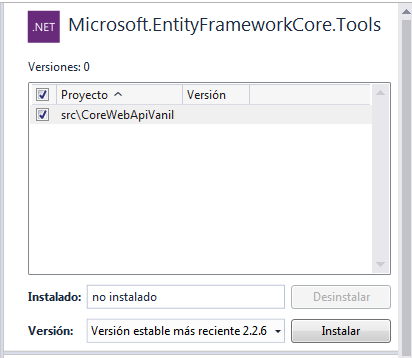 .NET
Microsoft.EntityFrameworkCore.Tools
Versiones: 0
Proyecto Versión
src\CoreWebApiVanil
Instalado: no instalado Desinstalar
Versión: Versión estable más reciente 2.2.6 Instalar